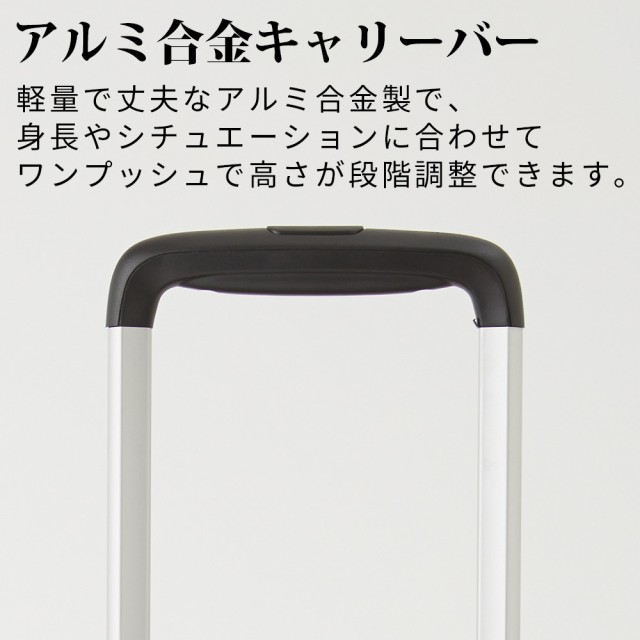 アルミ合金キャリーバー
軽量で丈夫なアルミ合金製で、
身長やシチュエーションに合わせて
ワンプッシュで高さが段階調整できます。